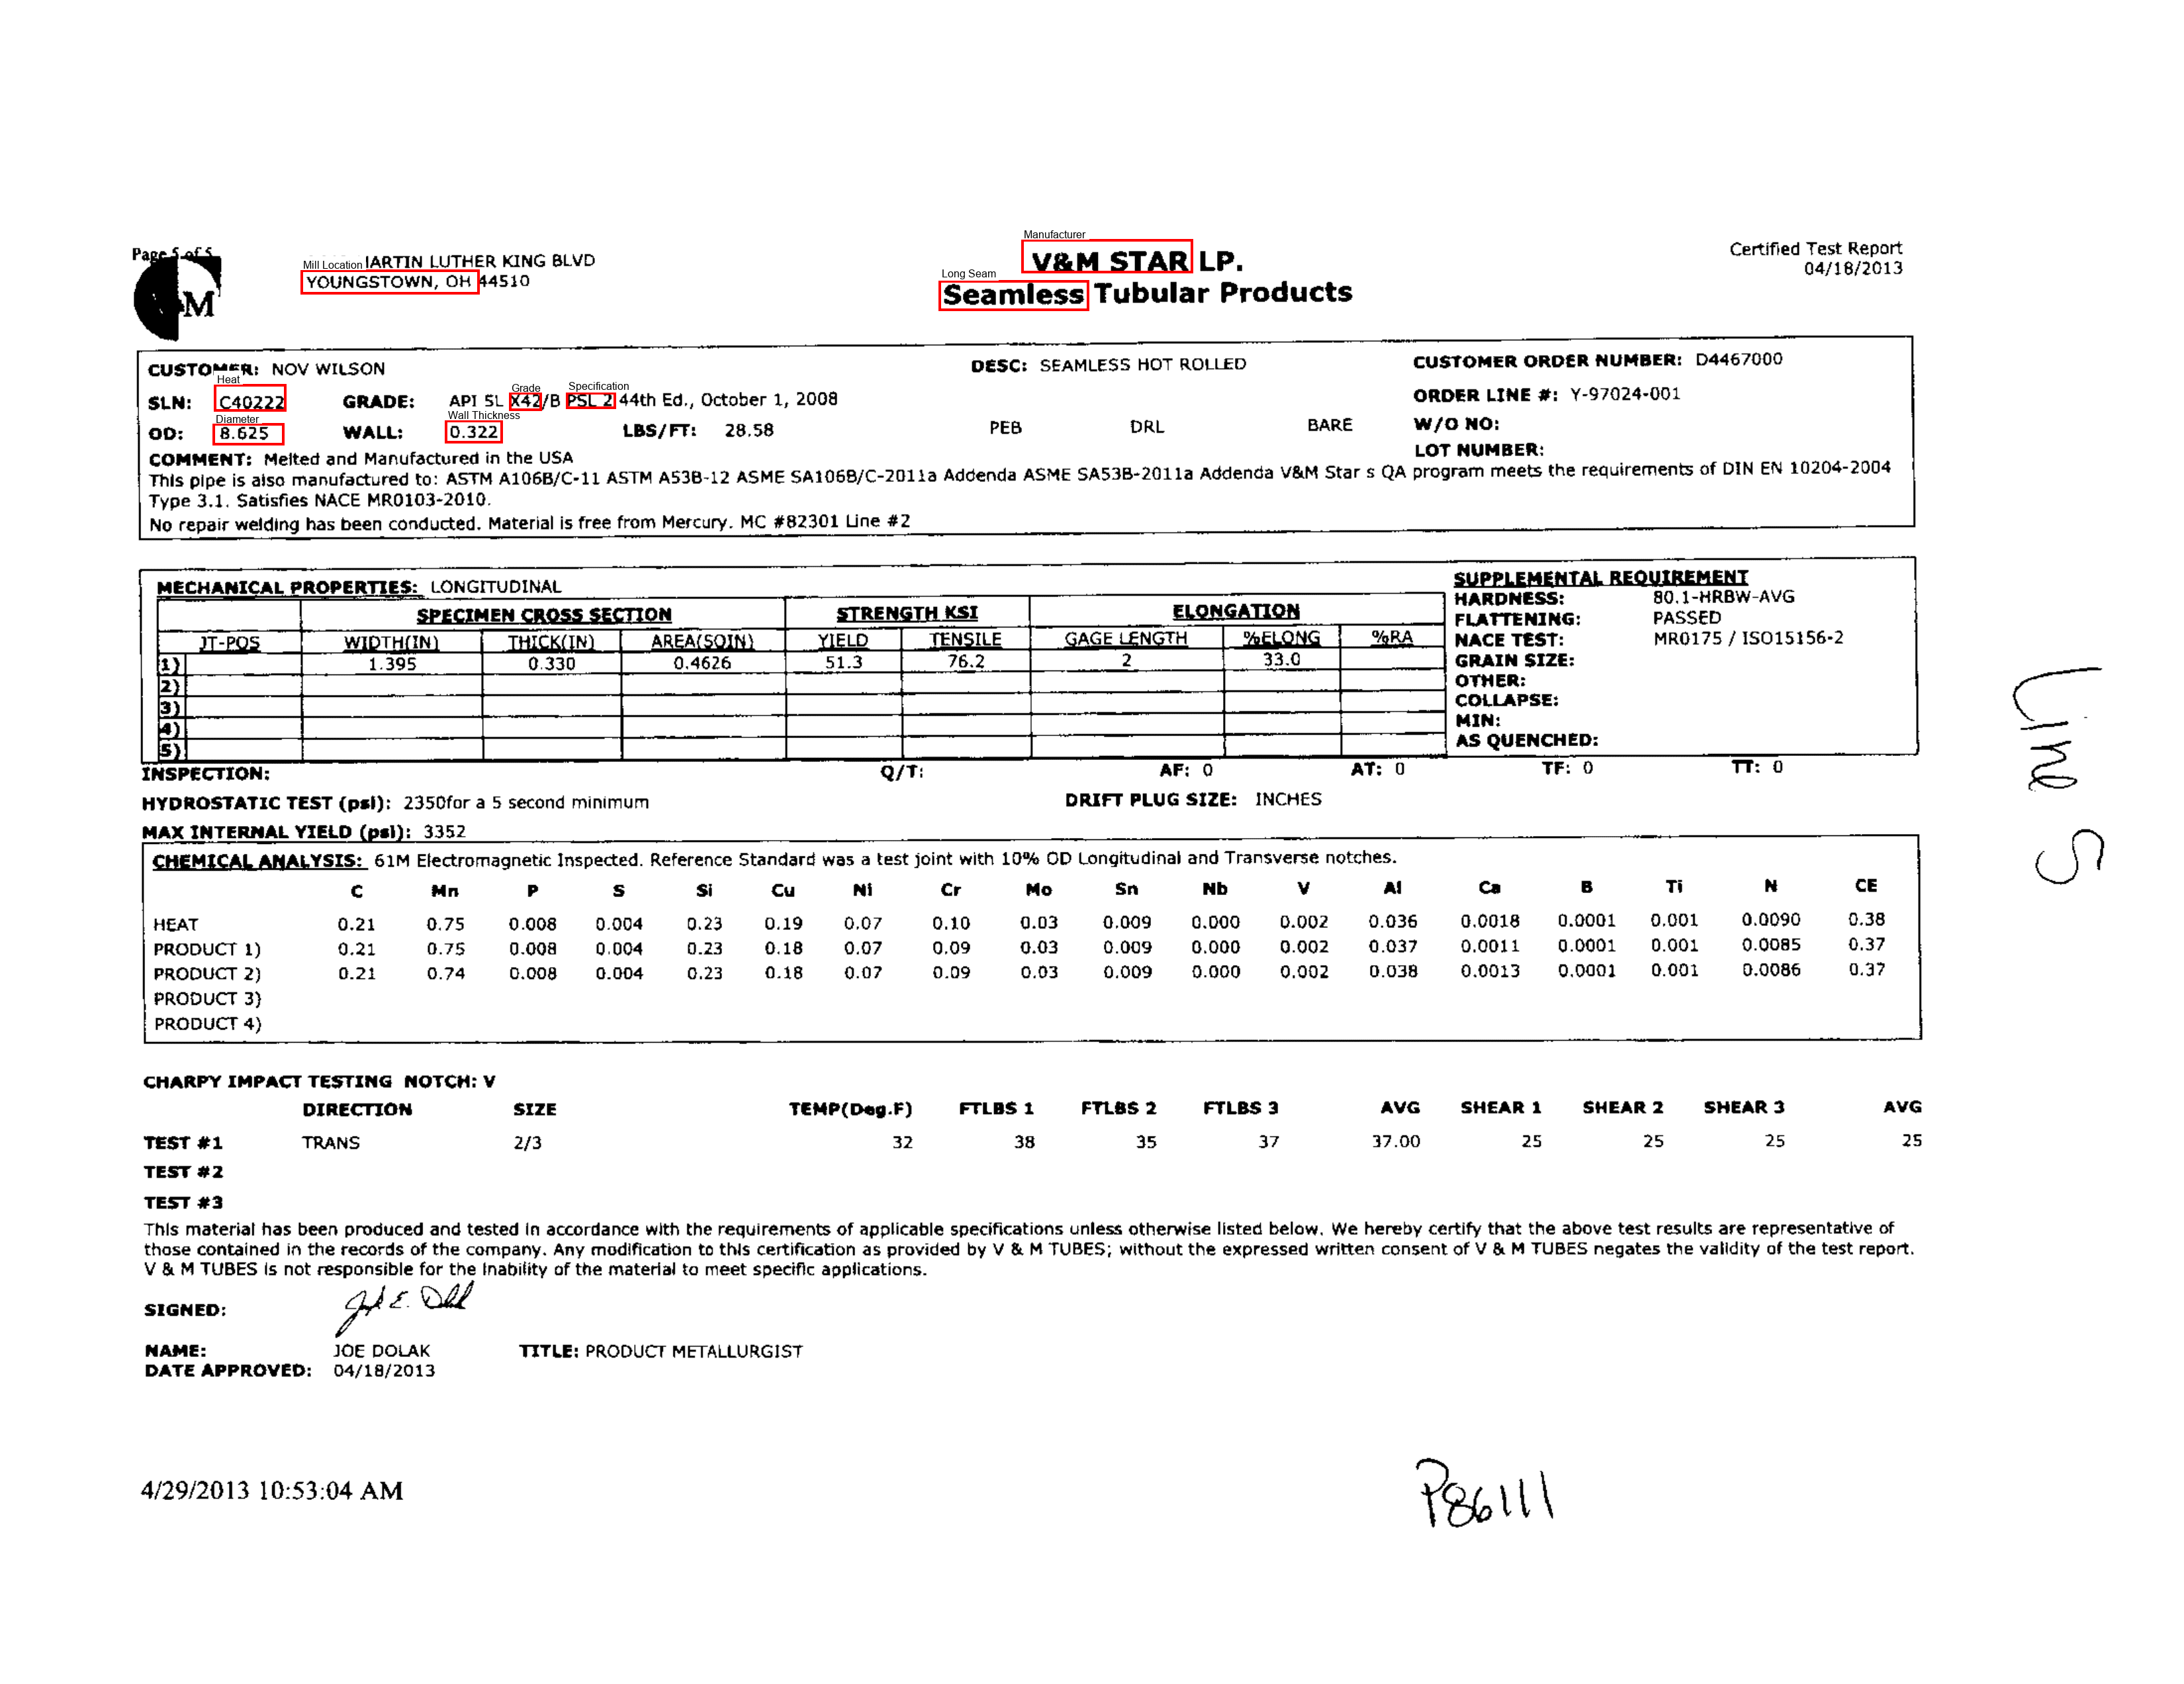 Page 5 of 5
M
Mill Location
IARTIN LUTHER KING BLVD
YOUNGSTOWN, OH 44510
Manufacturer
V&M STAR LP.
Long Seam
Seamless Tubular Products
Certified Test Report
04/18/2013
CUSTOMER: NOV WILSON
DESC: SEAMLESS HOT ROLLED
CUSTOMER ORDER NUMBER: D4467000
Heat
Grade
Specification
SLN: C40222 GRADE: API 5L X42/B PSL 2 44th Ed., October 1, 2008
ORDER LINE #: Y-97024-001
Diameter
Wall Thickness
OD: 8.625 WALL: 0.322 LBS/FT: 28.58 PEB DRL BARE W/O NO:
LOT NUMBER:
COMMENT: Melted and Manufactured in the USA
This pipe is also manufactured to: ASTM A106B/C-11 ASTM A53B-12 ASME SA106B/C-2011a Addenda ASME SA53B-2011a Addenda V&M Star s QA program meets the requirements of DIN EN 10204-2004
Type 3.1. Satisfies NACE MR0103-2010.
No repair welding has been conducted. Material is free from Mercury. MC #82301 Line #2
MECHANICAL PROPERTIES: LONGITUDINAL
SPECIMEN CROSS SECTION STRENGTH KSI ELONGATION
JT-POS WIDTH(IN) THICK(IN) AREA(SQIN) YIELD TENSILE GAGE LENGTH %ELONG %RA
1) 1.395 0.330 0.4626 51.3 76.2 2 33.0
2)
3)
4)
5)
SUPPLEMENTAL REQUIREMENT
HARDNESS: 80.1-HRBW-AVG
FLATTENING: PASSED
NACE TEST: MR0175 / ISO15156-2
GRAIN SIZE:
OTHER:
COLLAPSE:
MIN:
AS QUENCHED:
INSPECTION: Q/T: AF: 0 AT: 0 TF: 0 TT: 0
HYDROSTATIC TEST (psi): 2350for a 5 second minimum DRIFT PLUG SIZE: INCHES
MAX INTERNAL YIELD (psi): 3352
CHEMICAL ANALYSIS: 61M Electromagnetic Inspected. Reference Standard was a test joint with 10% OD Longitudinal and Transverse notches.
C Mn P S Si Cu Ni Cr Mo Sn Nb V Al Ca B Ti N CE
HEAT 0.21 0.75 0.008 0.004 0.23 0.19 0.07 0.10 0.03 0.009 0.000 0.002 0.036 0.0018 0.0001 0.001 0.0090 0.38
PRODUCT 1) 0.21 0.75 0.008 0.004 0.23 0.18 0.07 0.09 0.03 0.009 0.000 0.002 0.037 0.0011 0.0001 0.001 0.0085 0.37
PRODUCT 2) 0.21 0.74 0.008 0.004 0.23 0.18 0.07 0.09 0.03 0.009 0.000 0.002 0.038 0.0013 0.0001 0.001 0.0086 0.37
PRODUCT 3)
PRODUCT 4)
CHARPY IMPACT TESTING NOTCH: V
DIRECTION SIZE TEMP(Deg.F) FTLBS 1 FTLBS 2 FTLBS 3 AVG SHEAR 1 SHEAR 2 SHEAR 3 AVG
TEST #1 TRANS 2/3 32 38 35 37 37.00 25 25 25 25
TEST #2
TEST #3
This material has been produced and tested in accordance with the requirements of applicable specifications unless otherwise listed below. We hereby certify that the above test results are representative of
those contained in the records of the company. Any modification to this certification as provided by V & M TUBES; without the expressed written consent of V & M TUBES negates the validity of the test report.
V & M TUBES is not responsible for the inability of the material to meet specific applications.
SIGNED:
NAME: JOE DOLAK TITLE: PRODUCT METALLURGIST
DATE APPROVED: 04/18/2013
4/29/2013 10:53:04 AM
P86111
Line 5